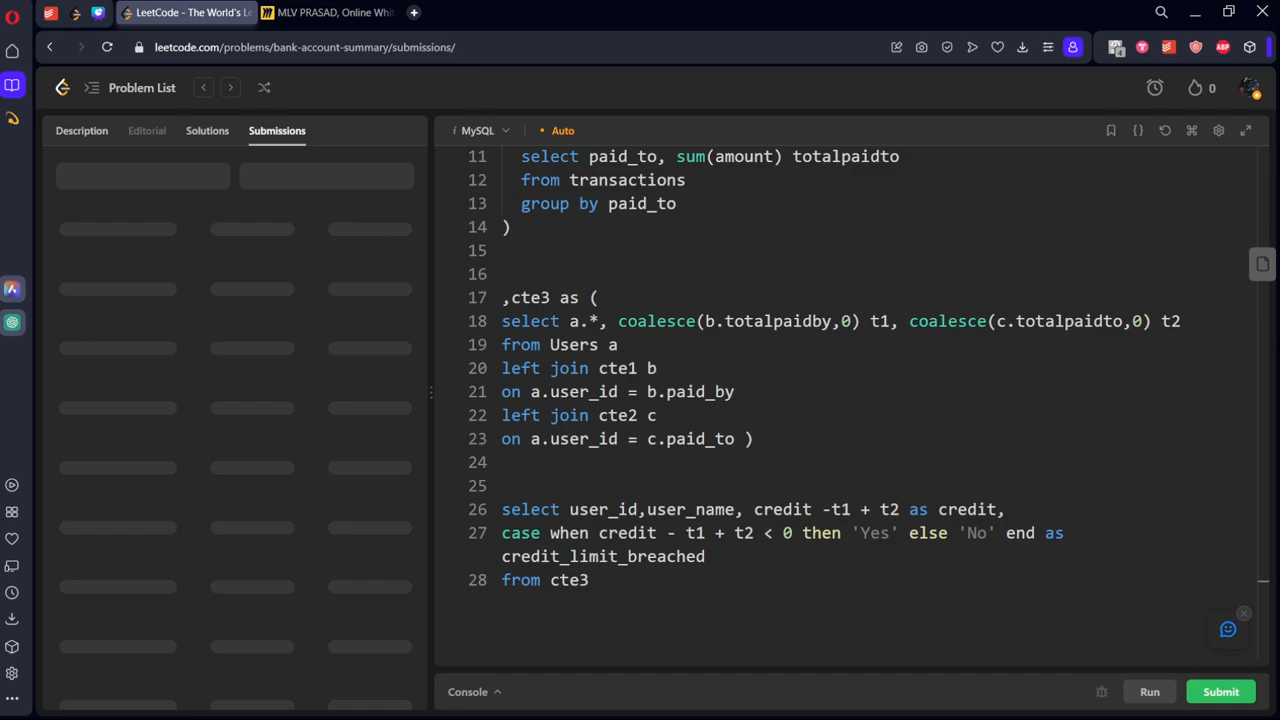 LeetCode - The World's Le
MLV PRASAD, Online Whit
leetcode.com/problems/bank-account-summary/submissions/
Problem List
0
Description Editorial Solutions Submissions
i MySQL • Auto
11 select paid_to, sum(amount) totalpaidto
12 from transactions
13 group by paid_to
14 )
15
16
17 ,cte3 as (
18 select a.*, coalesce(b.totalpaidby,0) t1, coalesce(c.totalpaidto,0) t2
19 from Users a
20 left join cte1 b
21 on a.user_id = b.paid_by
22 left join cte2 c
23 on a.user_id = c.paid_to )
24
25
26 select user_id,user_name, credit -t1 + t2 as credit,
27 case when credit - t1 + t2 < 0 then 'Yes' else 'No' end as
credit_limit_breached
28 from cte3
Console
Run
Submit